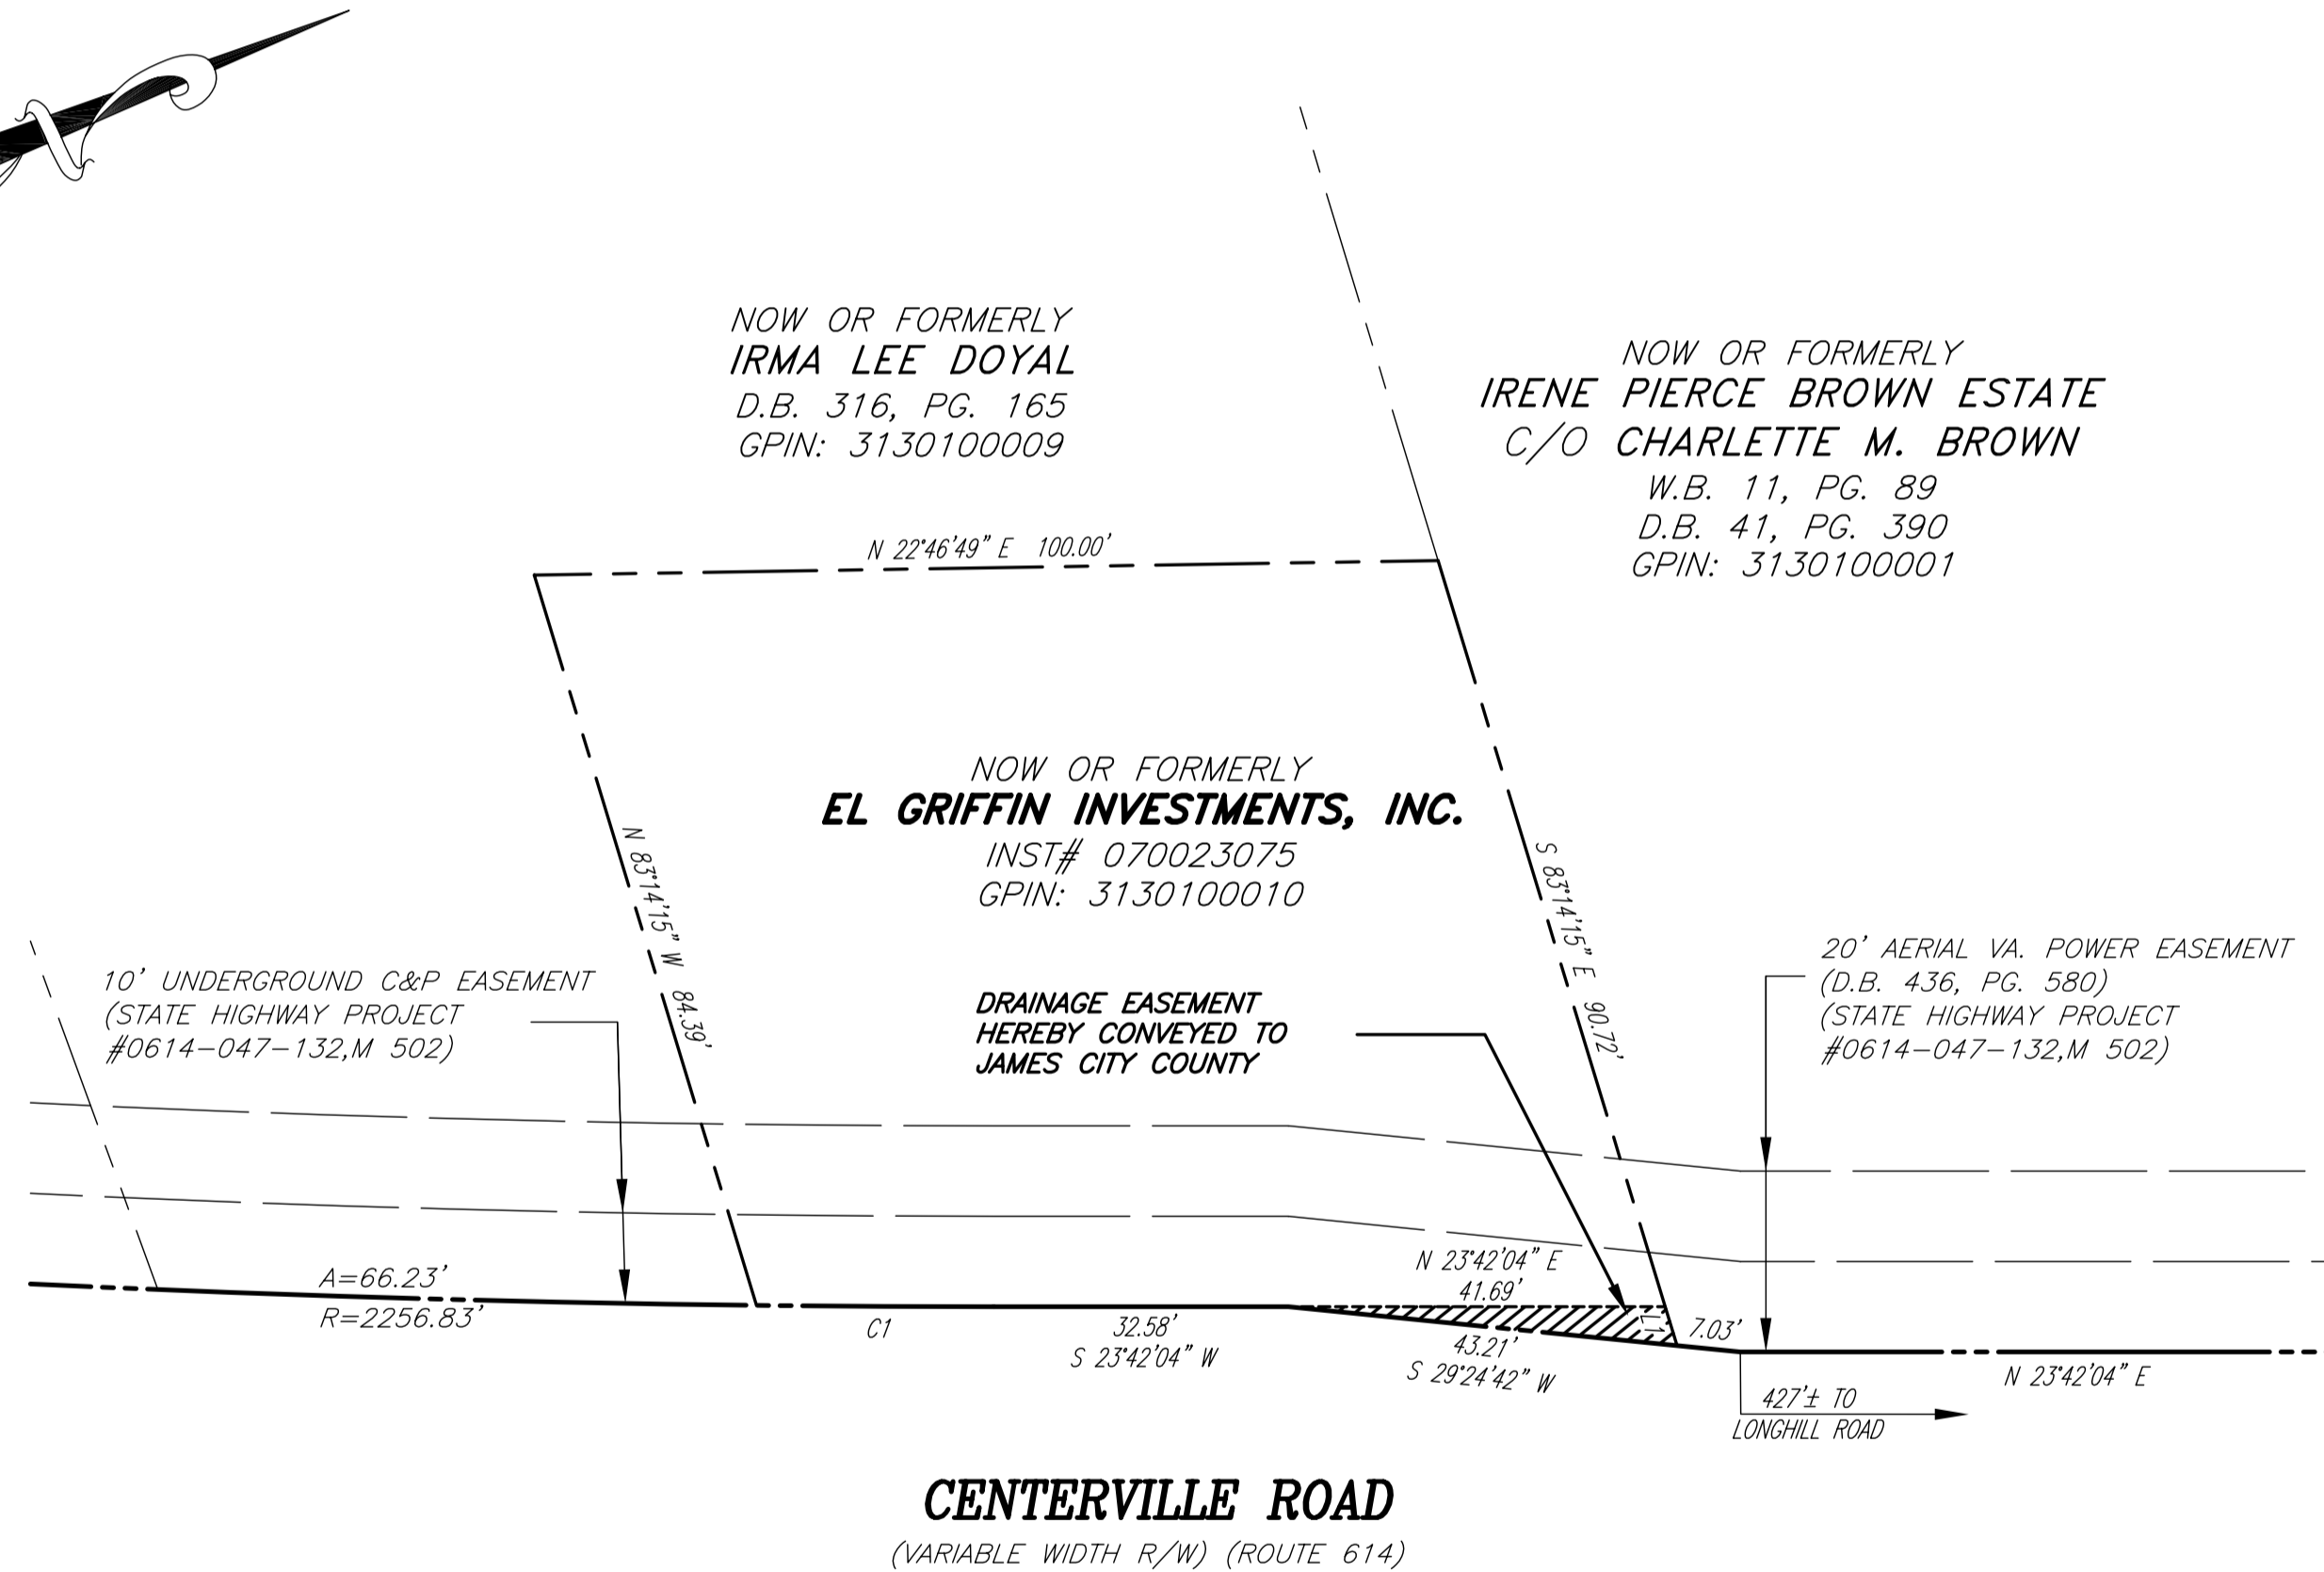 N
NOW OR FORMERLY
IRMA LEE DOYAL
D.B. 316, PG. 165
GPIN: 3130100009
NOW OR FORMERLY
IRENE PIERCE BROWN ESTATE
C/O CHARLETTE M. BROWN
W.B. 11, PG. 89
D.B. 41, PG. 390
GPIN: 3130100001
N 22°46'49" E 100.00'
NOW OR FORMERLY
EL GRIFFIN INVESTMENTS, INC.
INST# 070023075
GPIN: 3130100010
N 83°14'15" W 84.39'
S 83°14'15" E 90.72'
10' UNDERGROUND C&P EASEMENT
(STATE HIGHWAY PROJECT
#0614-047-132,M 502)
DRAINAGE EASEMENT
HEREBY CONVEYED TO
JAMES CITY COUNTY
20' AERIAL VA. POWER EASEMENT
(D.B. 436, PG. 580)
(STATE HIGHWAY PROJECT
#0614-047-132,M 502)
N 23°42'04" E
41.69'
A=66.23'
R=2256.83'
C1
32.58'
S 23°42'04" W
L1
7.03'
43.21'
S 29°24'42" W
N 23°42'04" E
427'± TO
LONGHILL ROAD
CENTERVILLE ROAD
(VARIABLE WIDTH R/W) (ROUTE 614)